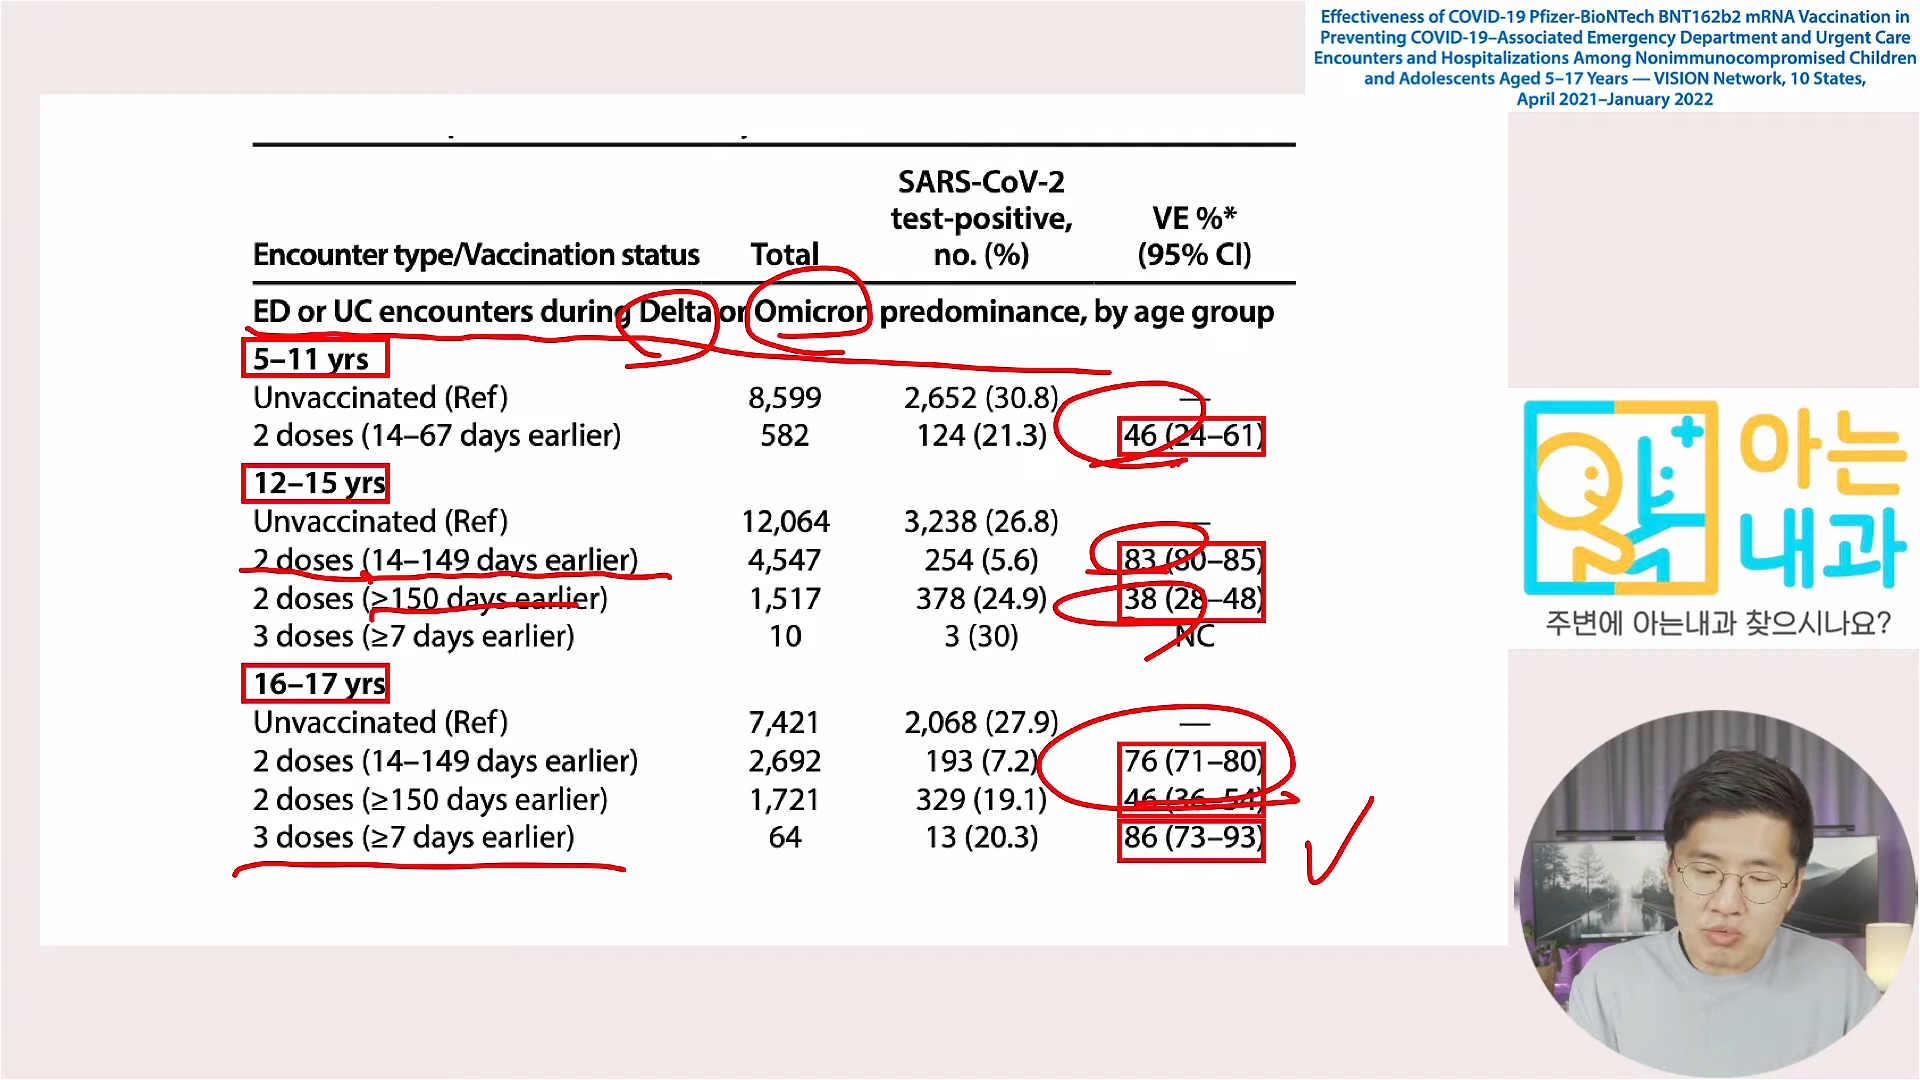 Effectiveness of COVID-19 Pfizer-BioNTech BNT162b2 mRNA Vaccination in
Preventing COVID-19–Associated Emergency Department and Urgent Care
Encounters and Hospitalizations Among Nonimmunocompromised Children
and Adolescents Aged 5–17 Years — VISION Network, 10 States,
April 2021–January 2022
Encounter type/Vaccination status Total SARS-CoV-2 test-positive, no. (%) VE %* (95% CI)
ED or UC encounters during Delta or Omicron predominance, by age group
5–11 yrs
Unvaccinated (Ref) 8,599 2,652 (30.8) —
2 doses (14–67 days earlier) 582 124 (21.3) 46 (24–61)
12–15 yrs
Unvaccinated (Ref) 12,064 3,238 (26.8) —
2 doses (14–149 days earlier) 4,547 254 (5.6) 83 (80–85)
2 doses (≥150 days earlier) 1,517 378 (24.9) 38 (28–48)
3 doses (≥7 days earlier) 10 3 (30) NC
16–17 yrs
Unvaccinated (Ref) 7,421 2,068 (27.9) —
2 doses (14–149 days earlier) 2,692 193 (7.2) 76 (71–80)
2 doses (≥150 days earlier) 1,721 329 (19.1) 46 (36–54)
3 doses (≥7 days earlier) 64 13 (20.3) 86 (73–93)
아는
내과
주변에 아는내과 찾으시나요?